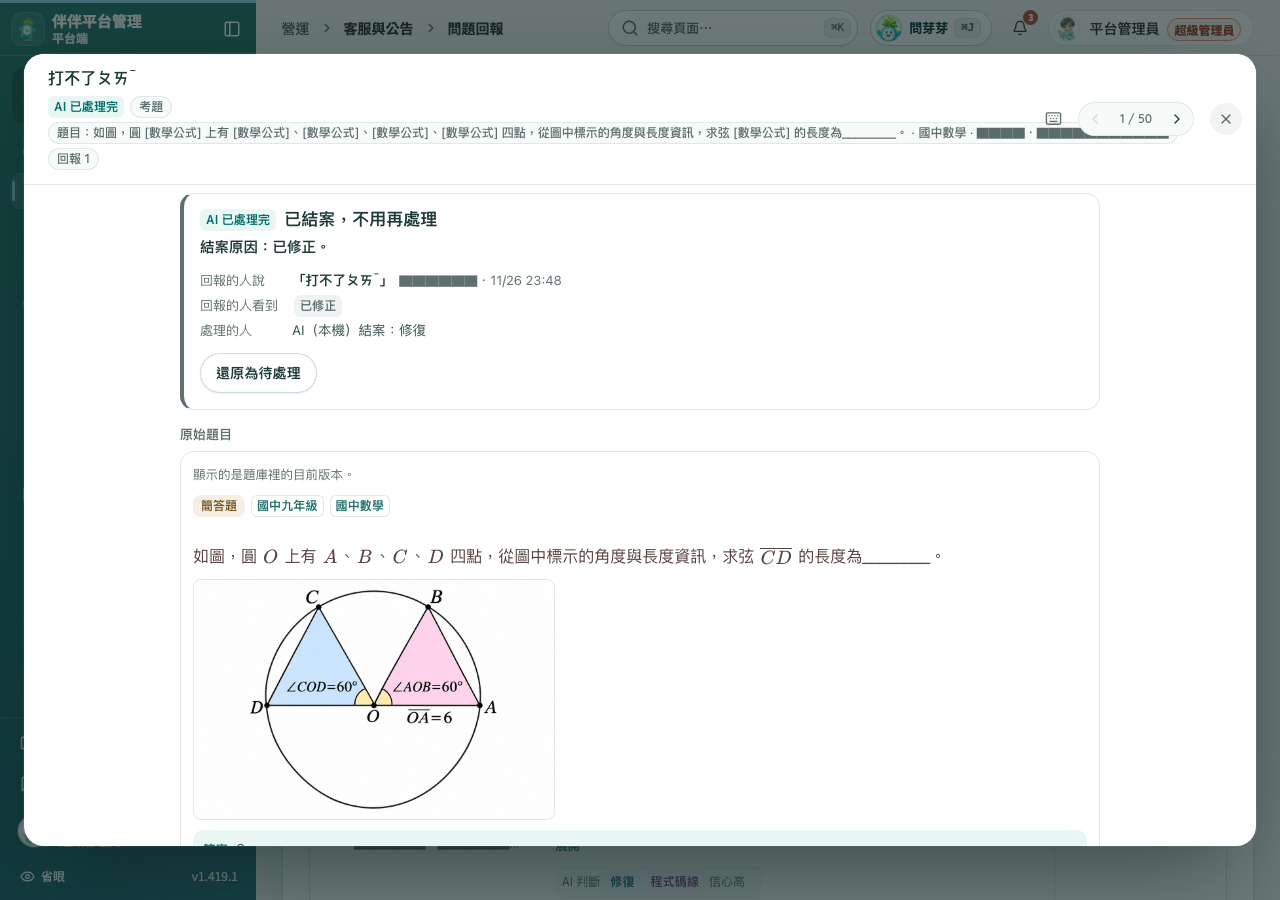 伴伴平台管理
平台端
營運 > 客服與公告 > 問題回報
搜尋頁面… ⌘K
問芽芽 ⌘J
3
平台管理員 超級管理員
打不了ㄆㄞˉ
AI 已處理完 考題
題目：如圖，圓 [數學公式] 上有 [數學公式]、[數學公式]、[數學公式]、[數學公式] 四點，從圖中標示的角度與長度資訊，求弦 [數學公式] 的長度為________。 · 國中數學 ·
1 / 50
回報 1
AI 已處理完 已結案，不用再處理
結案原因：已修正。
回報的人說 「打不了ㄆㄞˉ」 · 11/26 23:48
回報的人看到 已修正
處理的人 AI（本機）結案：修復
還原為待處理
原始題目
顯示的是題庫裡的目前版本。
簡答題 國中九年級 國中數學
如圖，圓 O 上有 A、B、C、D 四點，從圖中標示的角度與長度資訊，求弦 C̅D̅ 的長度為________。
C B
∠COD=60° ∠AOB=60°
D O O̅A̅=6 A
省眼 v1.419.1
AI 判斷 修復 程式碼線 信心高